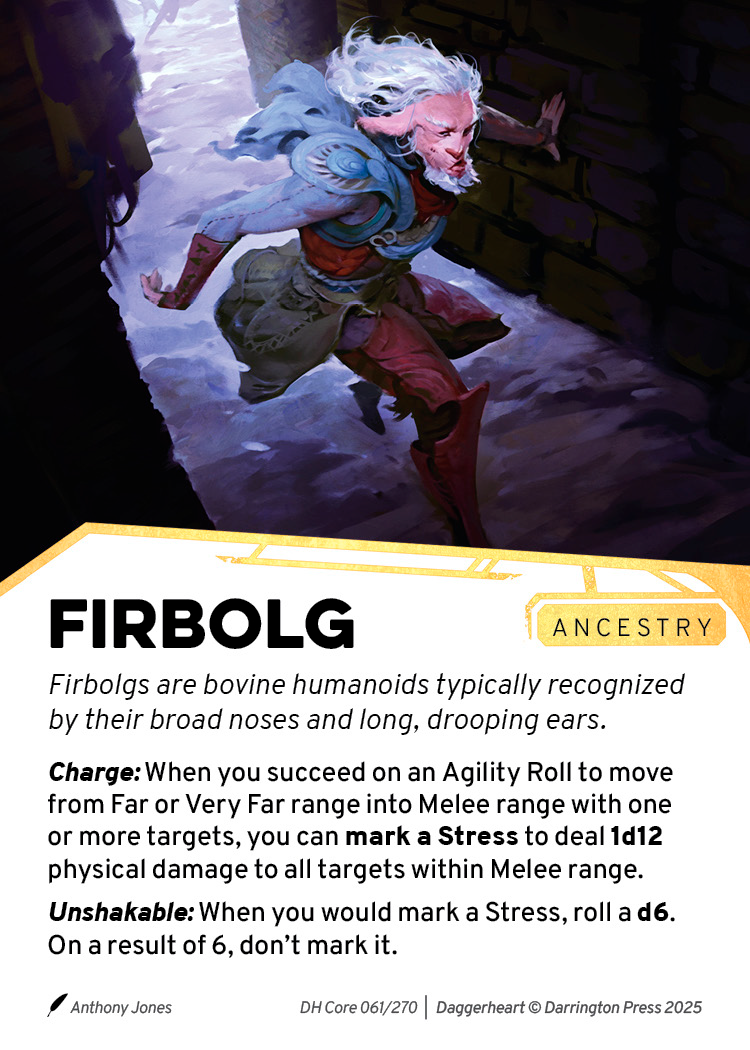 FIRBOLG
ANCESTRY
Firbolgs are bovine humanoids typically recognized
by their broad noses and long, drooping ears.
Charge: When you succeed on an Agility Roll to move
from Far or Very Far range into Melee range with one
or more targets, you can mark a Stress to deal 1d12
physical damage to all targets within Melee range.
Unshakable: When you would mark a Stress, roll a d6.
On a result of 6, don’t mark it.
Anthony Jones
DH Core 061/270 | Daggerheart © Darrington Press 2025